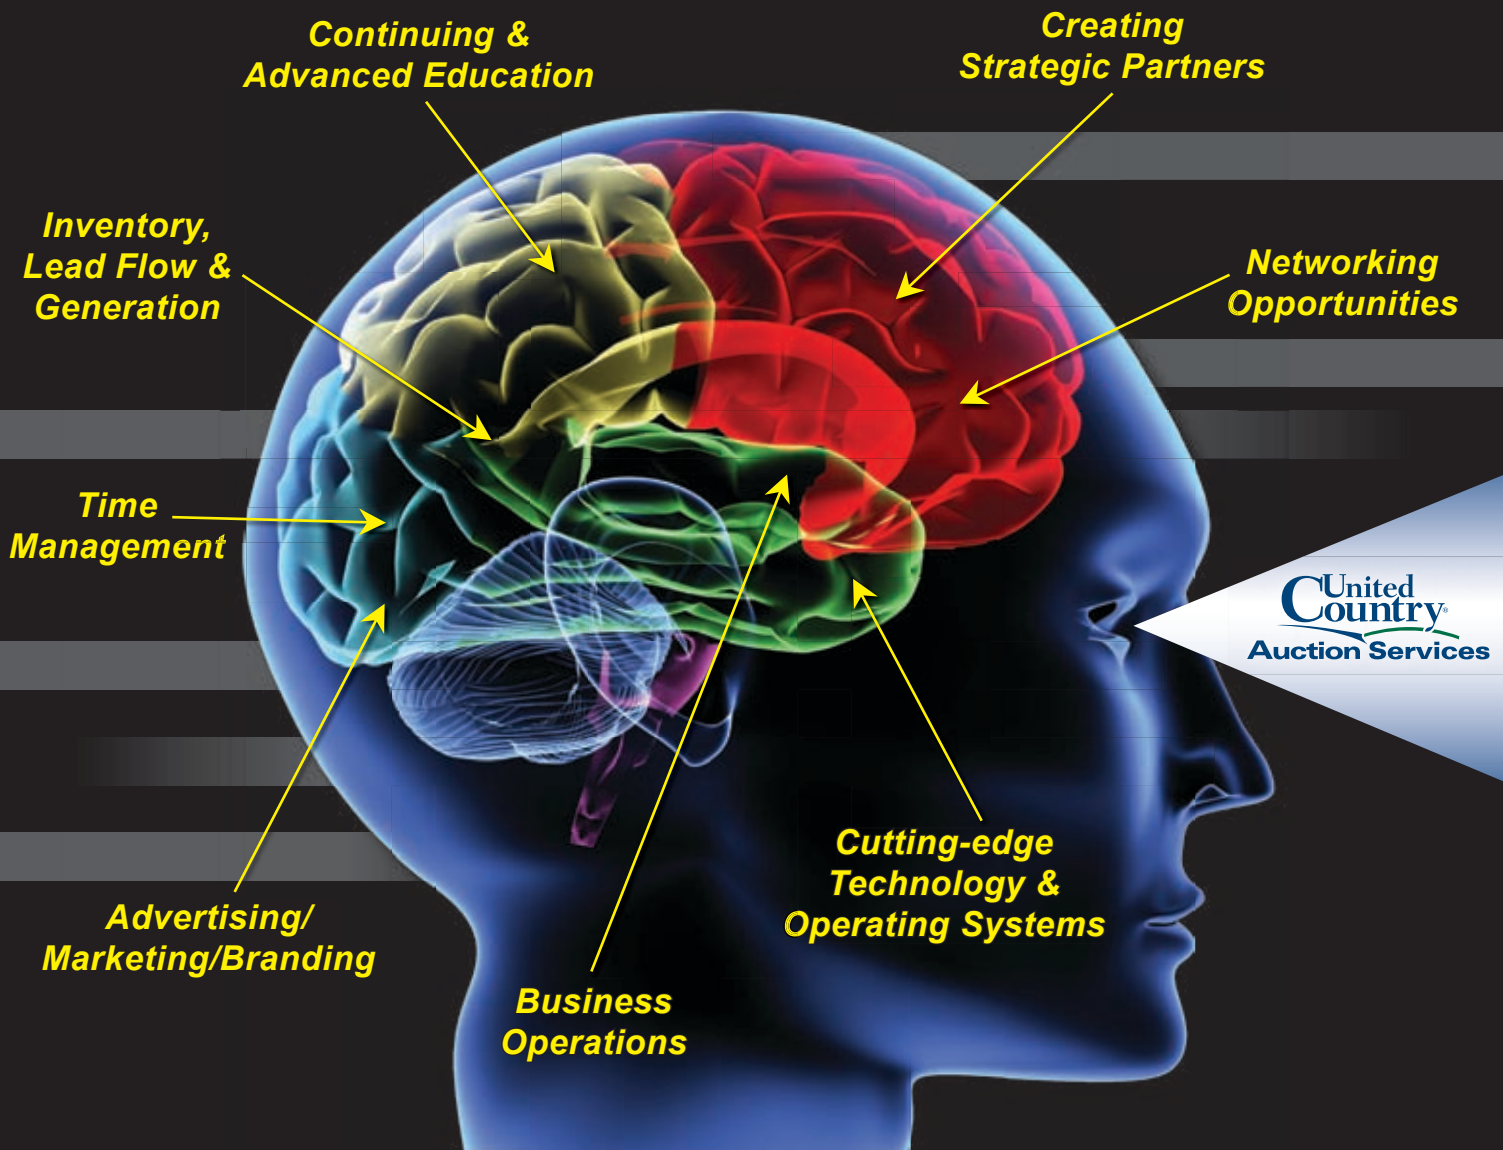 Continuing &
Advanced Education
Creating
Strategic Partners
Inventory,
Lead Flow &
Generation
Networking
Opportunities
Time
Management
United
Country®
Auction Services
Cutting-edge
Technology &
Operating Systems
Advertising/
Marketing/Branding
Business
Operations